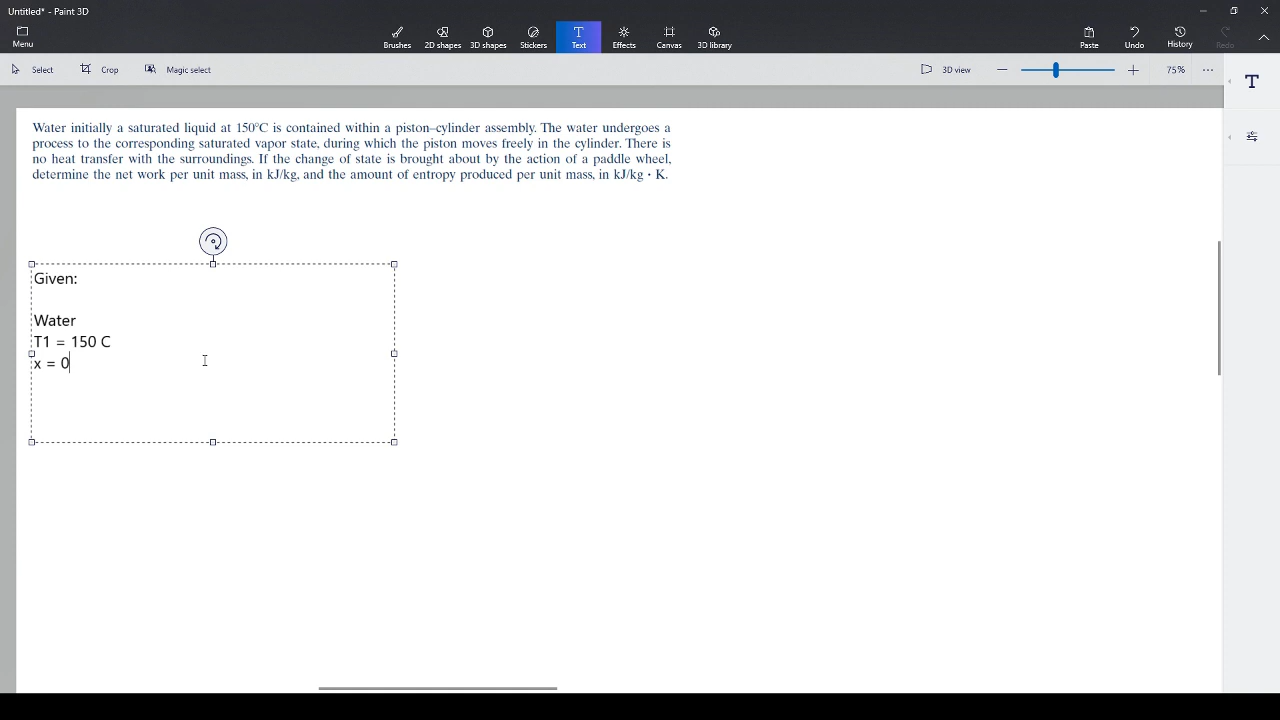 Untitled* - Paint 3D
Menu
Brushes
2D shapes
3D shapes
Stickers
Text
Effects
Canvas
3D library
Paste
Undo
History
Redo
Select
Crop
Magic select
3D view
75%
T
Water initially a saturated liquid at 150°C is contained within a piston–cylinder assembly. The water undergoes a
process to the corresponding saturated vapor state, during which the piston moves freely in the cylinder. There is
no heat transfer with the surroundings. If the change of state is brought about by the action of a paddle wheel,
determine the net work per unit mass, in kJ/kg, and the amount of entropy produced per unit mass, in kJ/kg · K.
Given:
Water
T1 = 150 C
x = 0